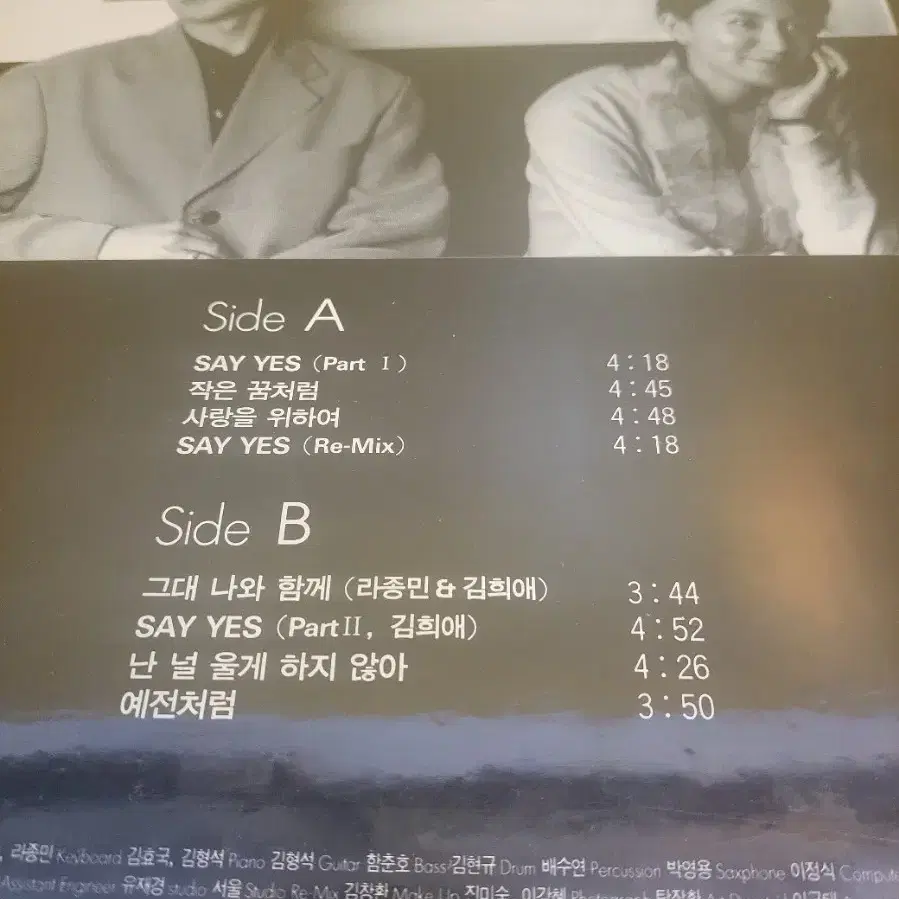 Side A
SAY YES (Part Ⅰ) 4:18
작은 꿈처럼 4:45
사랑을 위하여 4:48
SAY YES (Re-Mix) 4:18
Side B
그대 나와 함께 (라종민 & 김희애) 3:44
SAY YES (Part Ⅱ, 김희애) 4:52
난 널 울게 하지 않아 4:26
예전처럼 3:50
, 라종민 Keyboard 김효국, 김형석 Piano 김형석 Guitar 함춘호 Bass 김현규 Drum 배수연 Percussion 박영용 Saxphone 이정식 Compute
Assistant Engineer 유재경 studio 서울 Studio Re-Mix 김창환 Make Up 진미숙